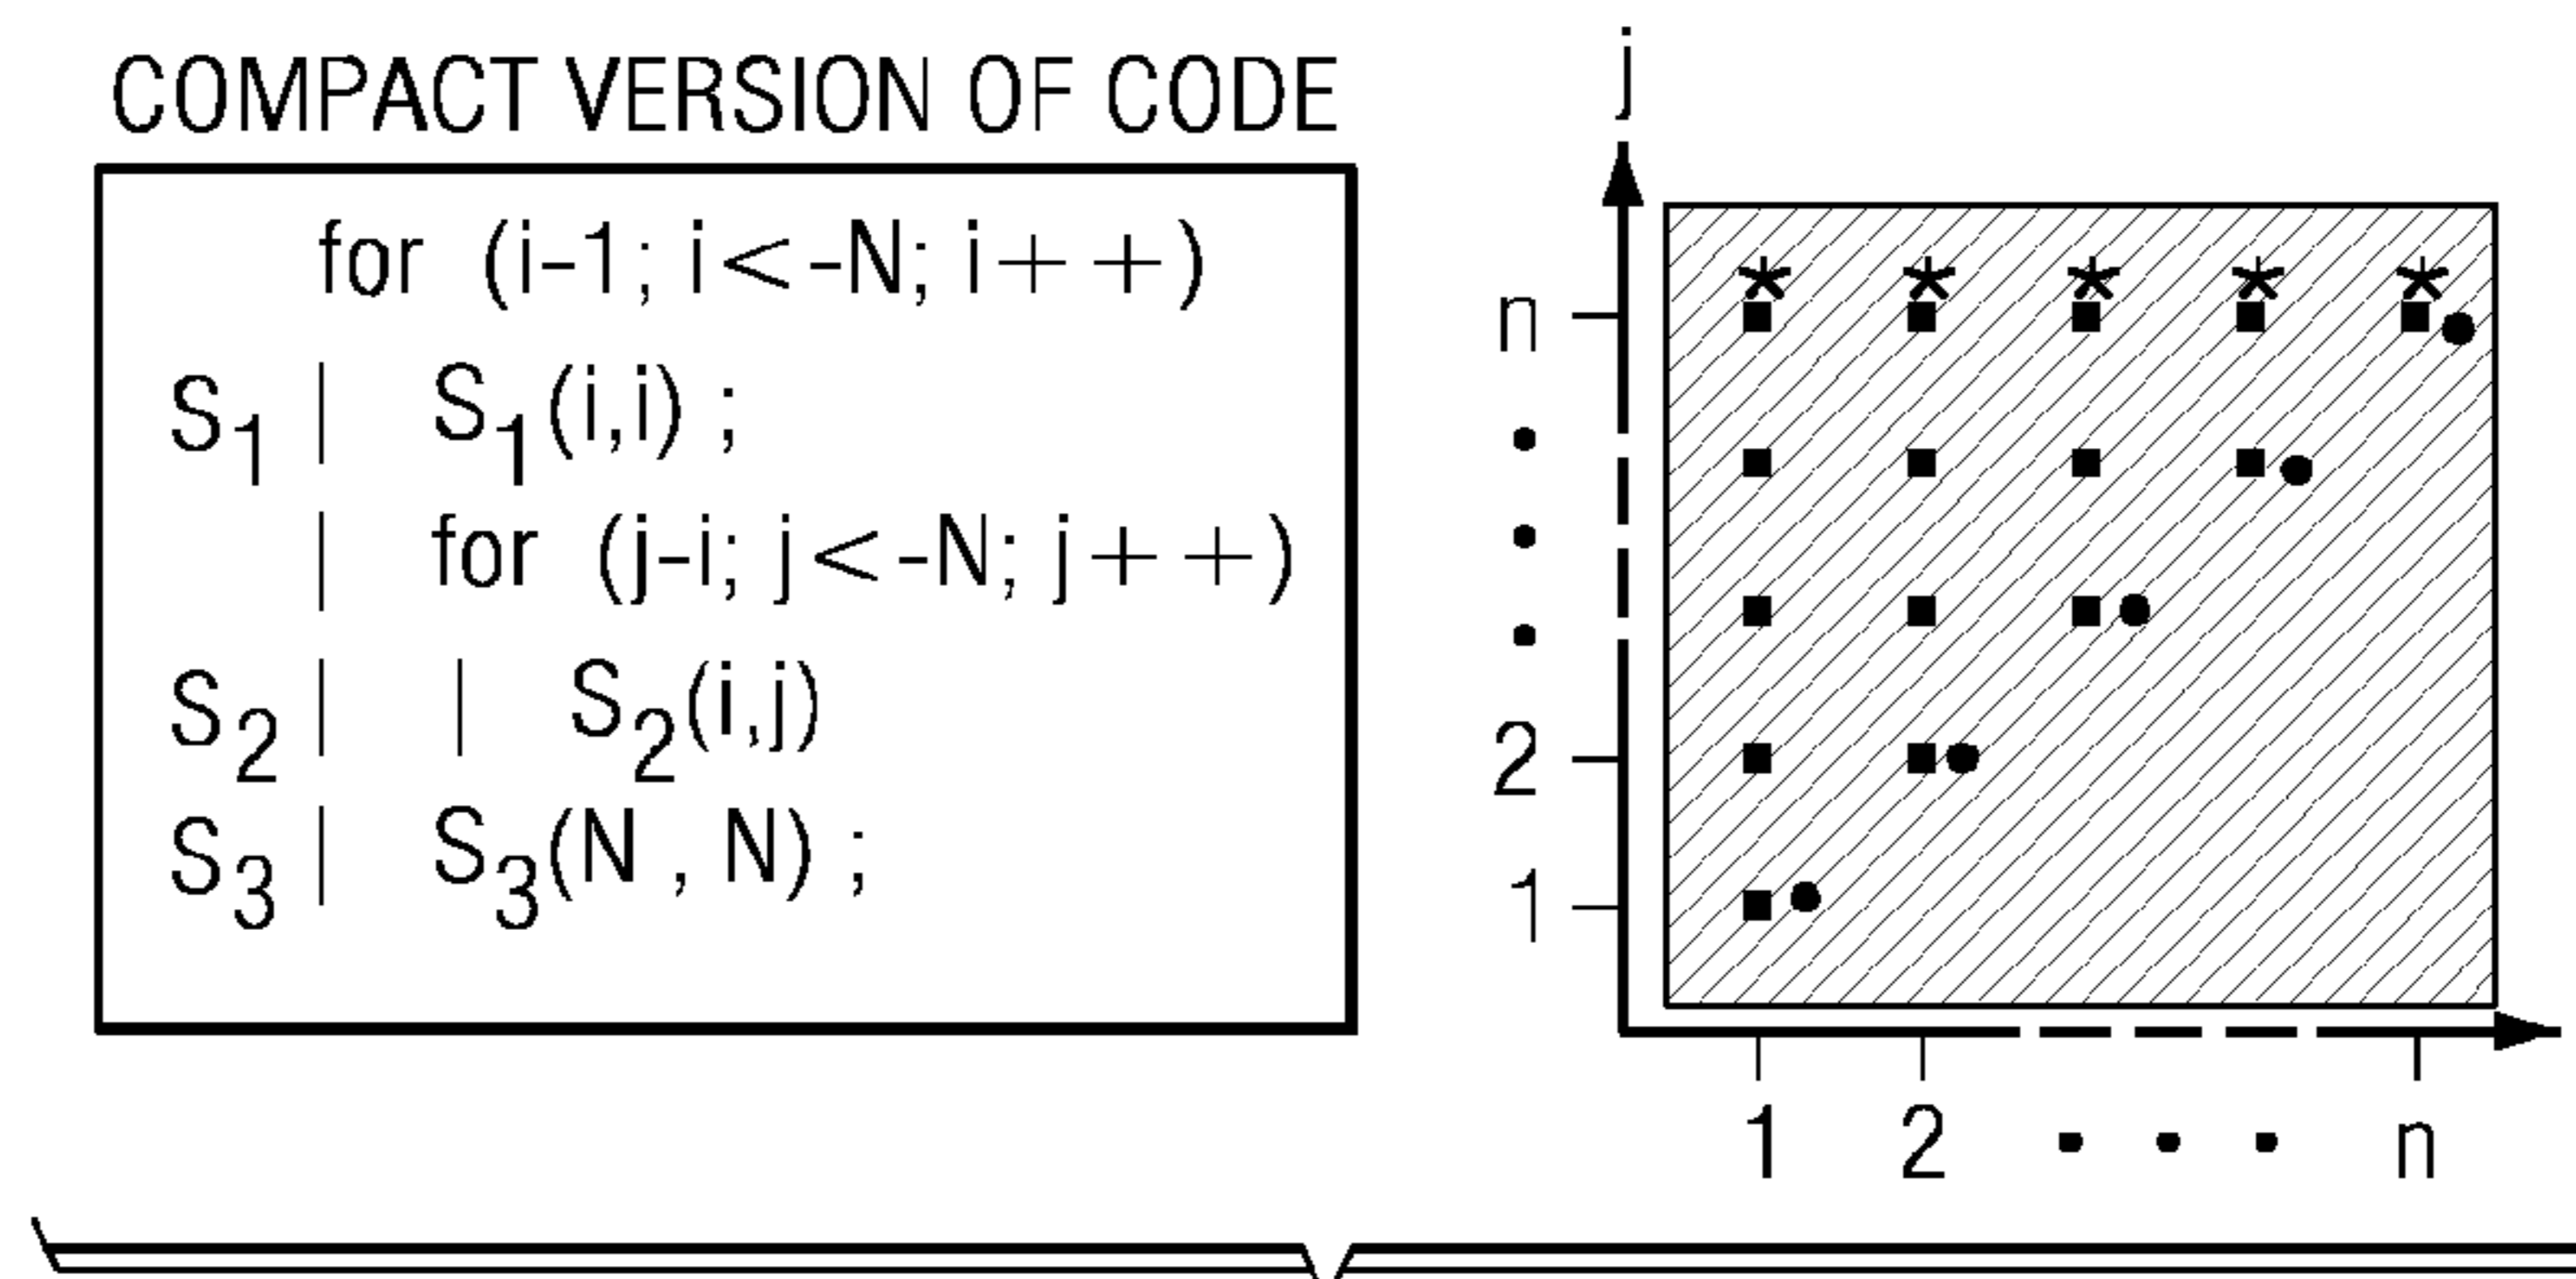 COMPACT VERSION OF CODE
for (i-1; i<-N; i++)
S1 | S1(i,i) ;
| for (j-i; j<-N; j++)
S2 | | S2(i,j)
S3 | S3(N , N) ;
j
n
2
1
1 2 • • • n